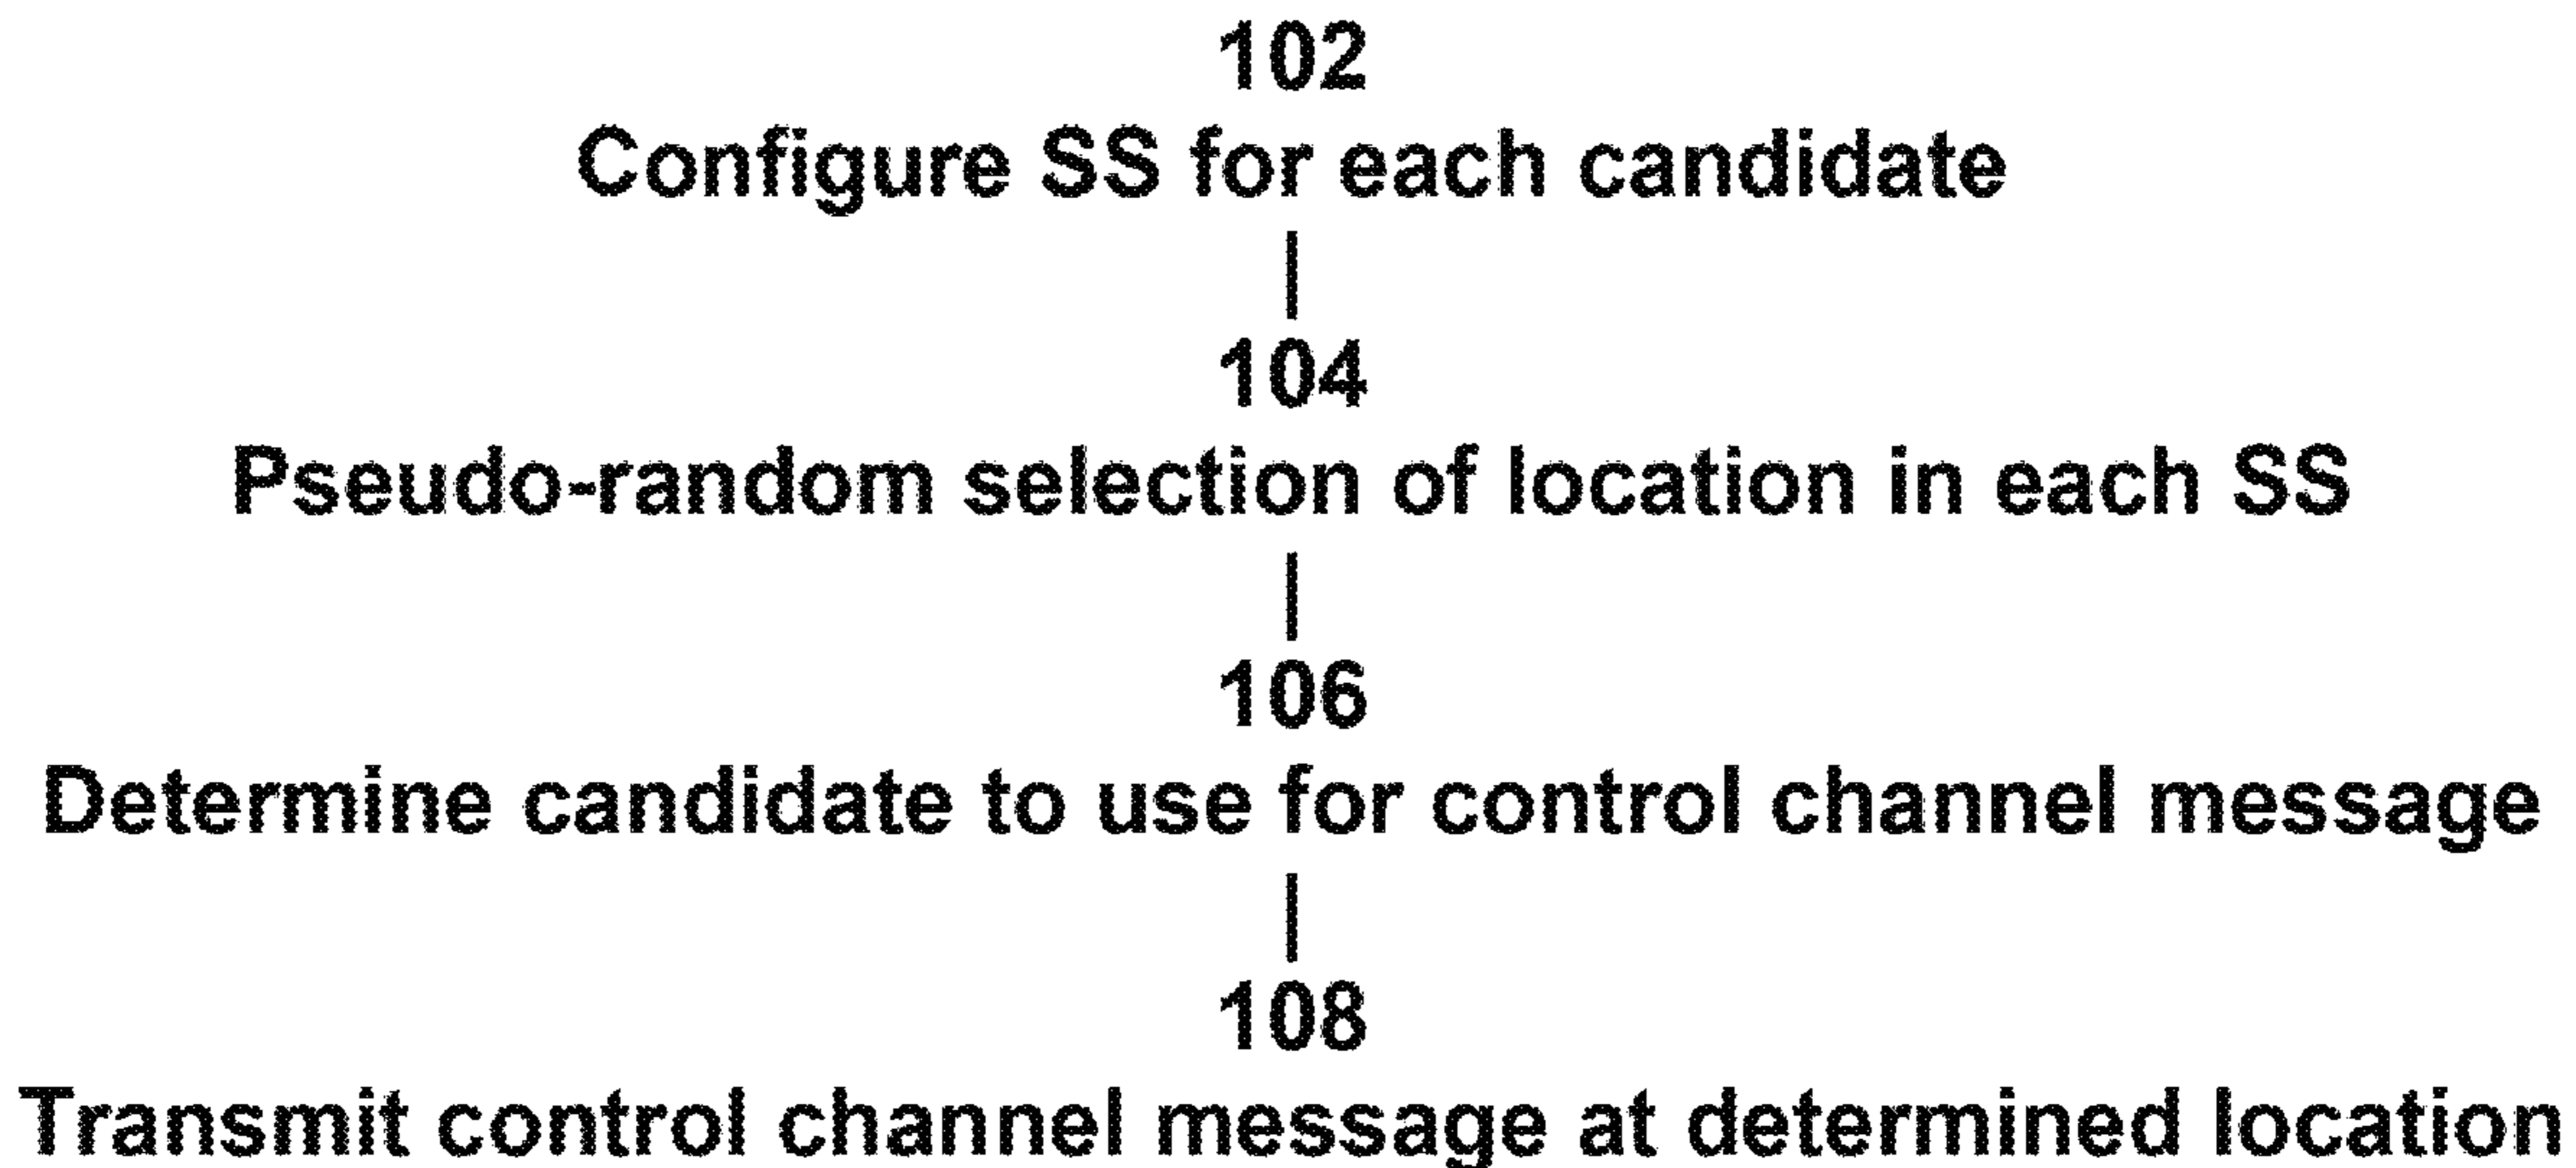 102
Configure SS for each candidate
104
Pseudo-random selection of location in each SS
106
Determine candidate to use for control channel message
108
Transmit control channel message at determined location